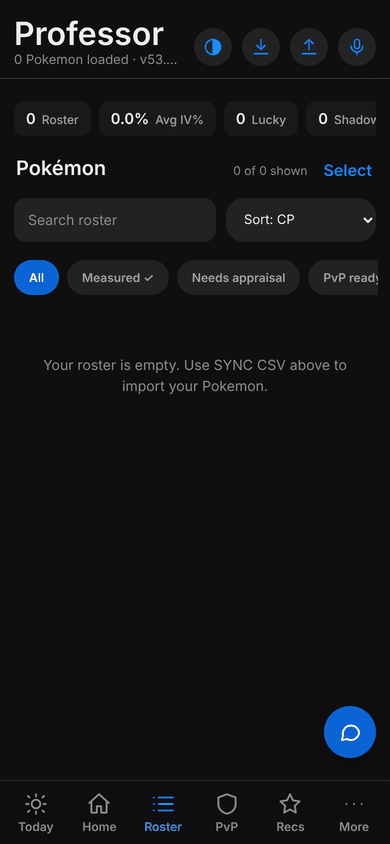 Professor
0 Pokemon loaded · v53....
0 Roster
0.0% Avg IV%
0 Lucky
0 Shadow
Pokémon
0 of 0 shown
Select
Search roster
Sort: CP
All
Measured ✓
Needs appraisal
PvP ready
Your roster is empty. Use SYNC CSV above to
import your Pokemon.
Today
Home
Roster
PvP
Recs
More